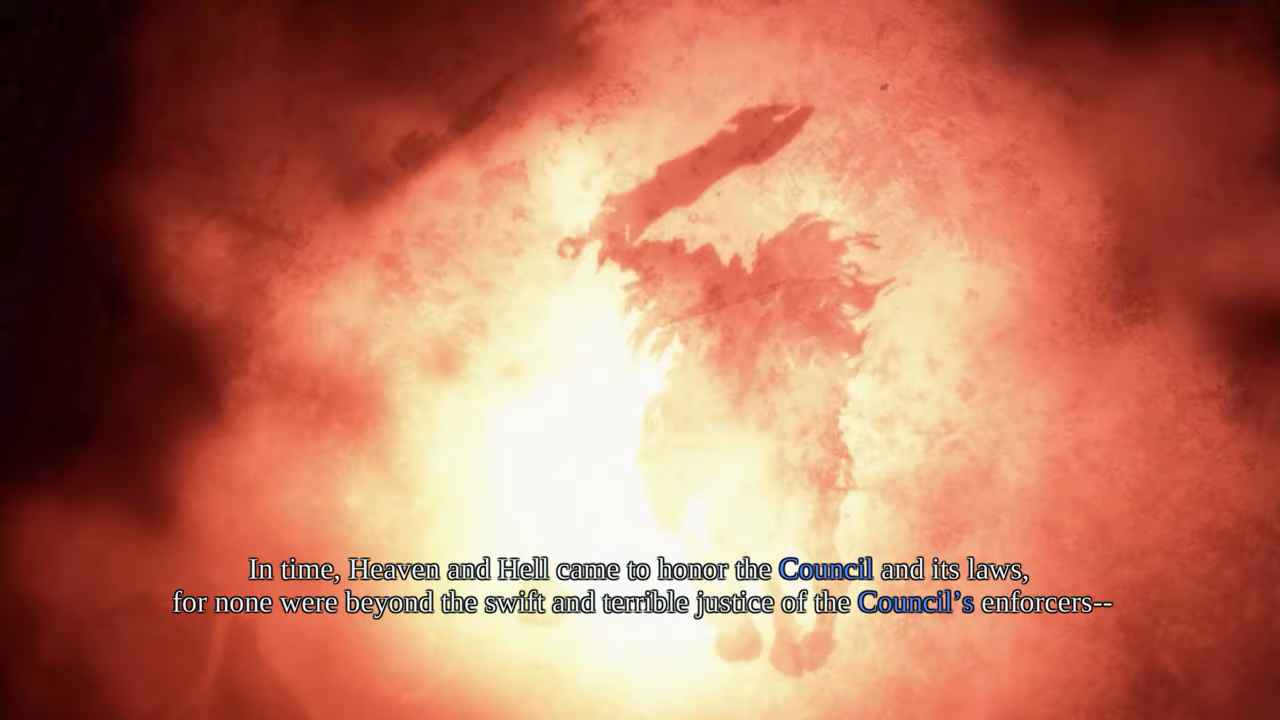 In time, Heaven and Hell came to honor the Council and its laws,
for none were beyond the swift and terrible justice of the Council’s enforcers--